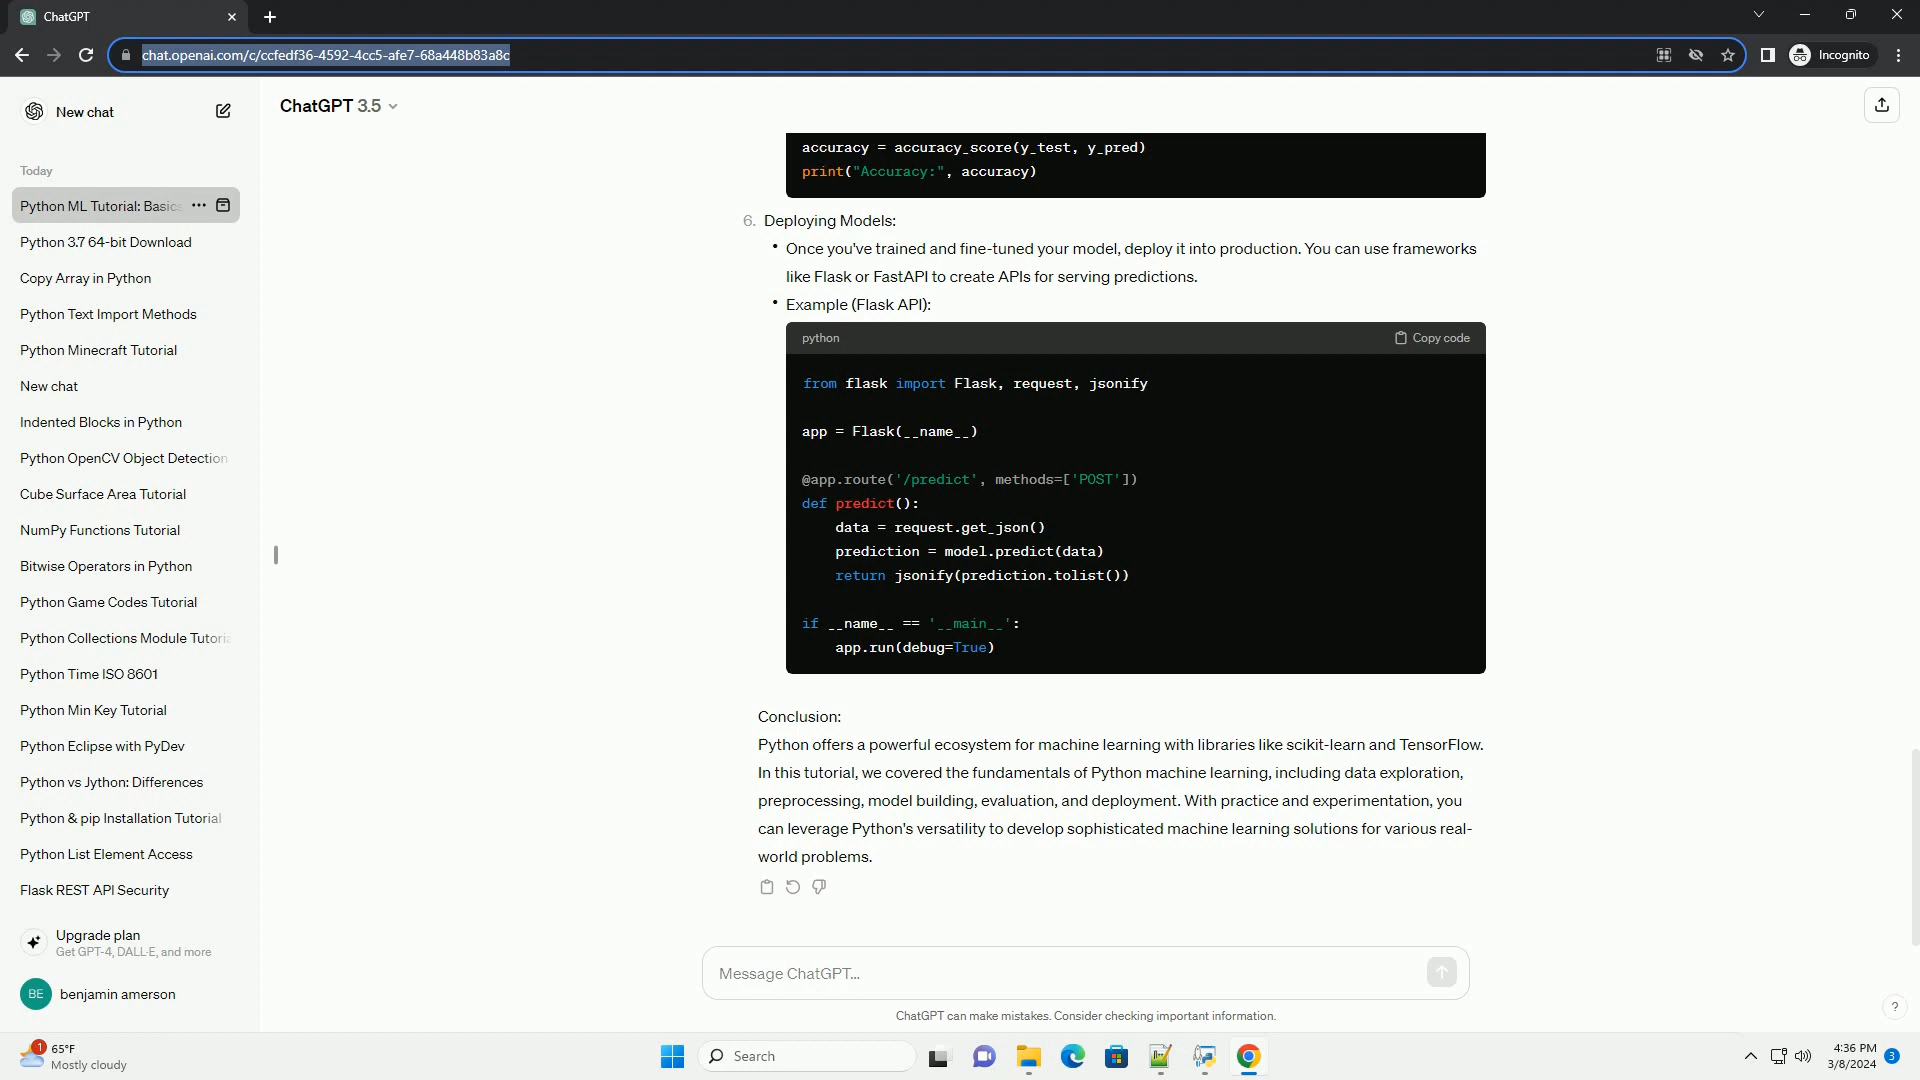 ChatGPT
chat.openai.com/c/ccfedf36-4592-4cc5-afe7-68a448b83a8c
Incognito
New chat
Today
Python ML Tutorial: Basics
Python 3.7 64-bit Download
Copy Array in Python
Python Text Import Methods
Python Minecraft Tutorial
New chat
Indented Blocks in Python
Python OpenCV Object Detection
Cube Surface Area Tutorial
NumPy Functions Tutorial
Bitwise Operators in Python
Python Game Codes Tutorial
Python Collections Module Tutoria
Python Time ISO 8601
Python Min Key Tutorial
Python Eclipse with PyDev
Python vs Jython: Differences
Python & pip Installation Tutorial
Python List Element Access
Flask REST API Security
Upgrade plan
Get GPT-4, DALL·E, and more
BE
benjamin amerson
ChatGPT 3.5
accuracy = accuracy_score(y_test, y_pred)
print("Accuracy:", accuracy)
6. Deploying Models:
• Once you've trained and fine-tuned your model, deploy it into production. You can use frameworks
like Flask or FastAPI to create APIs for serving predictions.
• Example (Flask API):
python
Copy code
from flask import Flask, request, jsonify
app = Flask(__name__)
@app.route('/predict', methods=['POST'])
def predict():
data = request.get_json()
prediction = model.predict(data)
return jsonify(prediction.tolist())
if __name__ == '__main__':
app.run(debug=True)
Conclusion:
Python offers a powerful ecosystem for machine learning with libraries like scikit-learn and TensorFlow.
In this tutorial, we covered the fundamentals of Python machine learning, including data exploration,
preprocessing, model building, evaluation, and deployment. With practice and experimentation, you
can leverage Python's versatility to develop sophisticated machine learning solutions for various real-
world problems.
Message ChatGPT...
ChatGPT can make mistakes. Consider checking important information.
?
1
65°F
Mostly cloudy
Search
4:36 PM
3/8/2024
3